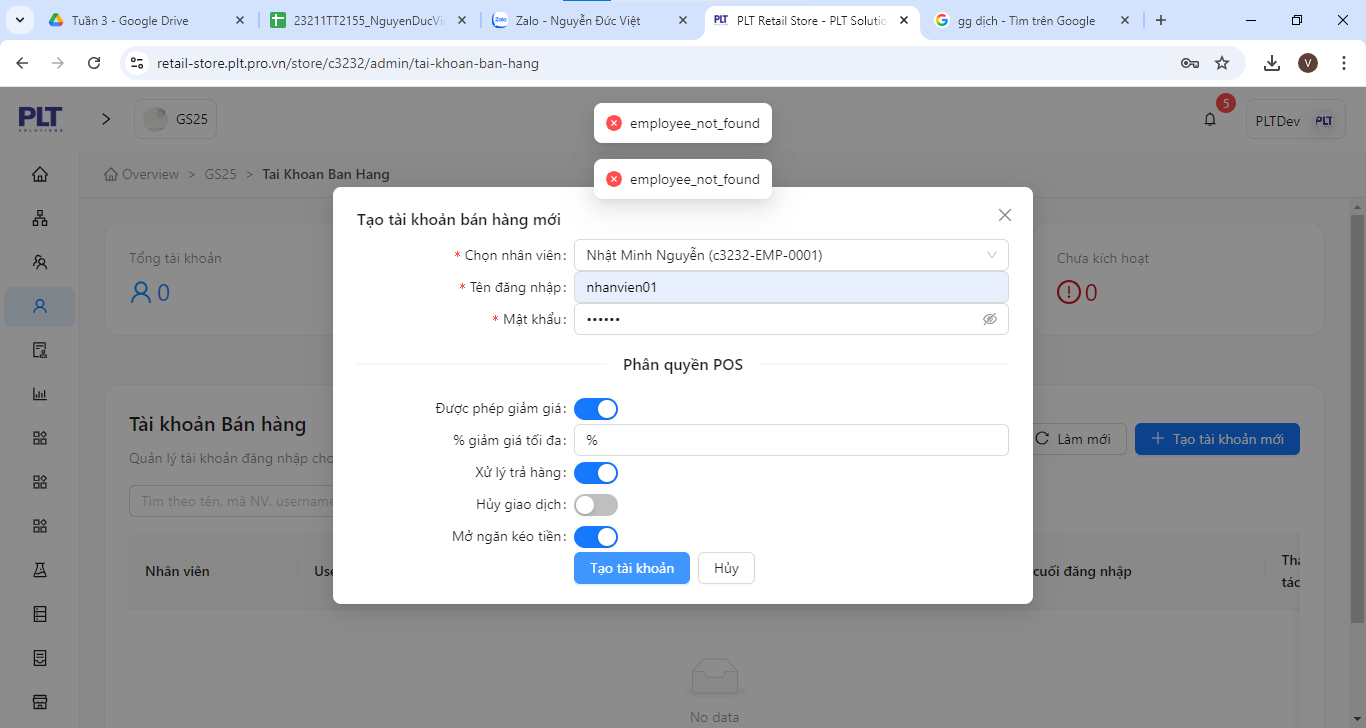 Tuần 3 - Google Drive
23211TT2155_NguyenDucVi
Zalo - Nguyễn Đức Việt
PLT Retail Store - PLT Solutio
gg dịch - Tìm trên Google
retail-store.plt.pro.vn/store/c3232/admin/tai-khoan-ban-hang
V
PLT
SOLUTIONS
GS25
employee_not_found
5
PLTDev
PLT
Overview > GS25 > Tai Khoan Ban Hang
employee_not_found
Tạo tài khoản bán hàng mới
Tổng tài khoản
0
Chưa kích hoạt
0
* Chọn nhân viên: Nhật Minh Nguyễn (c3232-EMP-0001)
* Tên đăng nhập: nhanvien01
* Mật khẩu: ••••••
Phân quyền POS
Được phép giảm giá:
% giảm giá tối đa: %
Xử lý trả hàng:
Hủy giao dịch:
Mở ngăn kéo tiền:
Tạo tài khoản
Hủy
Tài khoản Bán hàng
Làm mới
Tạo tài khoản mới
Quản lý tài khoản đăng nhập cho
Tìm theo tên, mã NV, username
Nhân viên
Use
cuối đăng nhập
Tha
tác
No data